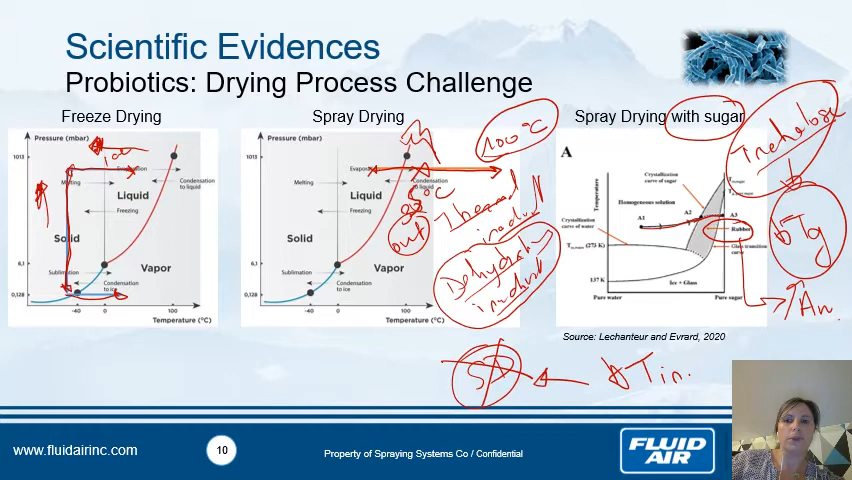 Scientific Evidences
Probiotics: Drying Process Challenge
Freeze Drying
Spray Drying
Spray Drying with sugar
Pressure (mbar)
1013
Evaporation
Condensation
to liquid
Melting
Liquid
Freezing
Solid
6,1
Vapor
Sublimation
Condensation
to ice
0,128
-40
0
100
Temperature (°C)
Pressure (mbar)
1013
Evaporation
Condensation
to liquid
Melting
Liquid
Freezing
Solid
6,1
Vapor
Sublimation
Condensation
to ice
0,128
-40
0
100
Temperature (°C)
100°C
out
Thermal
Dehydration
A
Temperature
Crystallization
curve of sugar
Homogeneous solution
A1
A2
A3
Crystallization
curve of water
Rubber
Glass transition
curve
(273 K)
137 K
Ice + Glass
Pure water
Pure sugar
Trehalose
Tg
SD
Tin.
Source: Lechanteur and Evrard, 2020
www.fluidairinc.com
10
Property of Spraying Systems Co / Confidential
FLUID
AIR